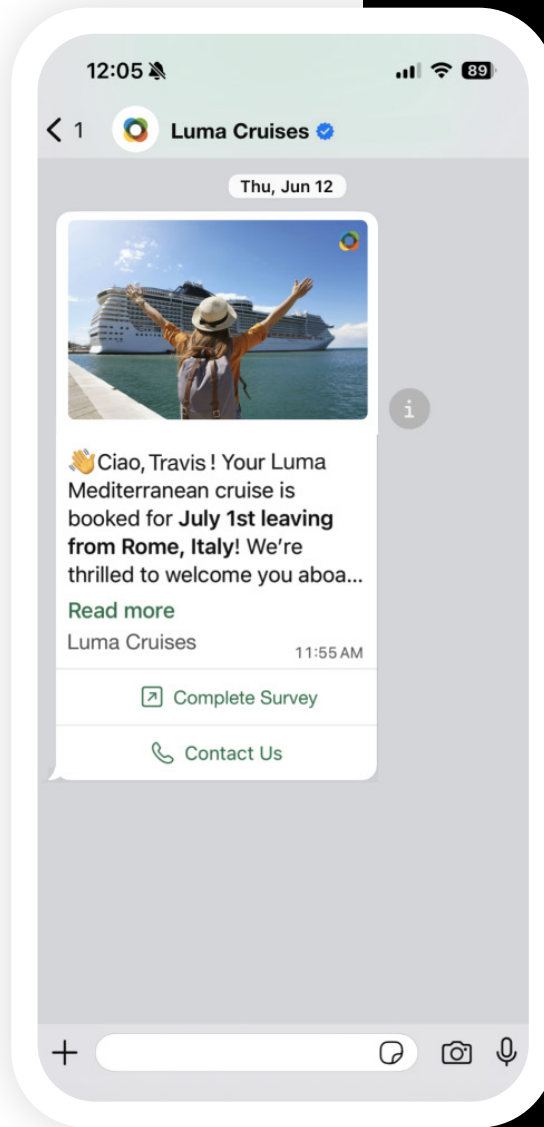 12:05
89
1
Luma Cruises
Thu, Jun 12
👋Ciao, Travis ! Your Luma
Mediterranean cruise is
booked for July 1st leaving
from Rome, Italy! We’re
thrilled to welcome you aboa...
Read more
Luma Cruises
11:55 AM
Complete Survey
Contact Us